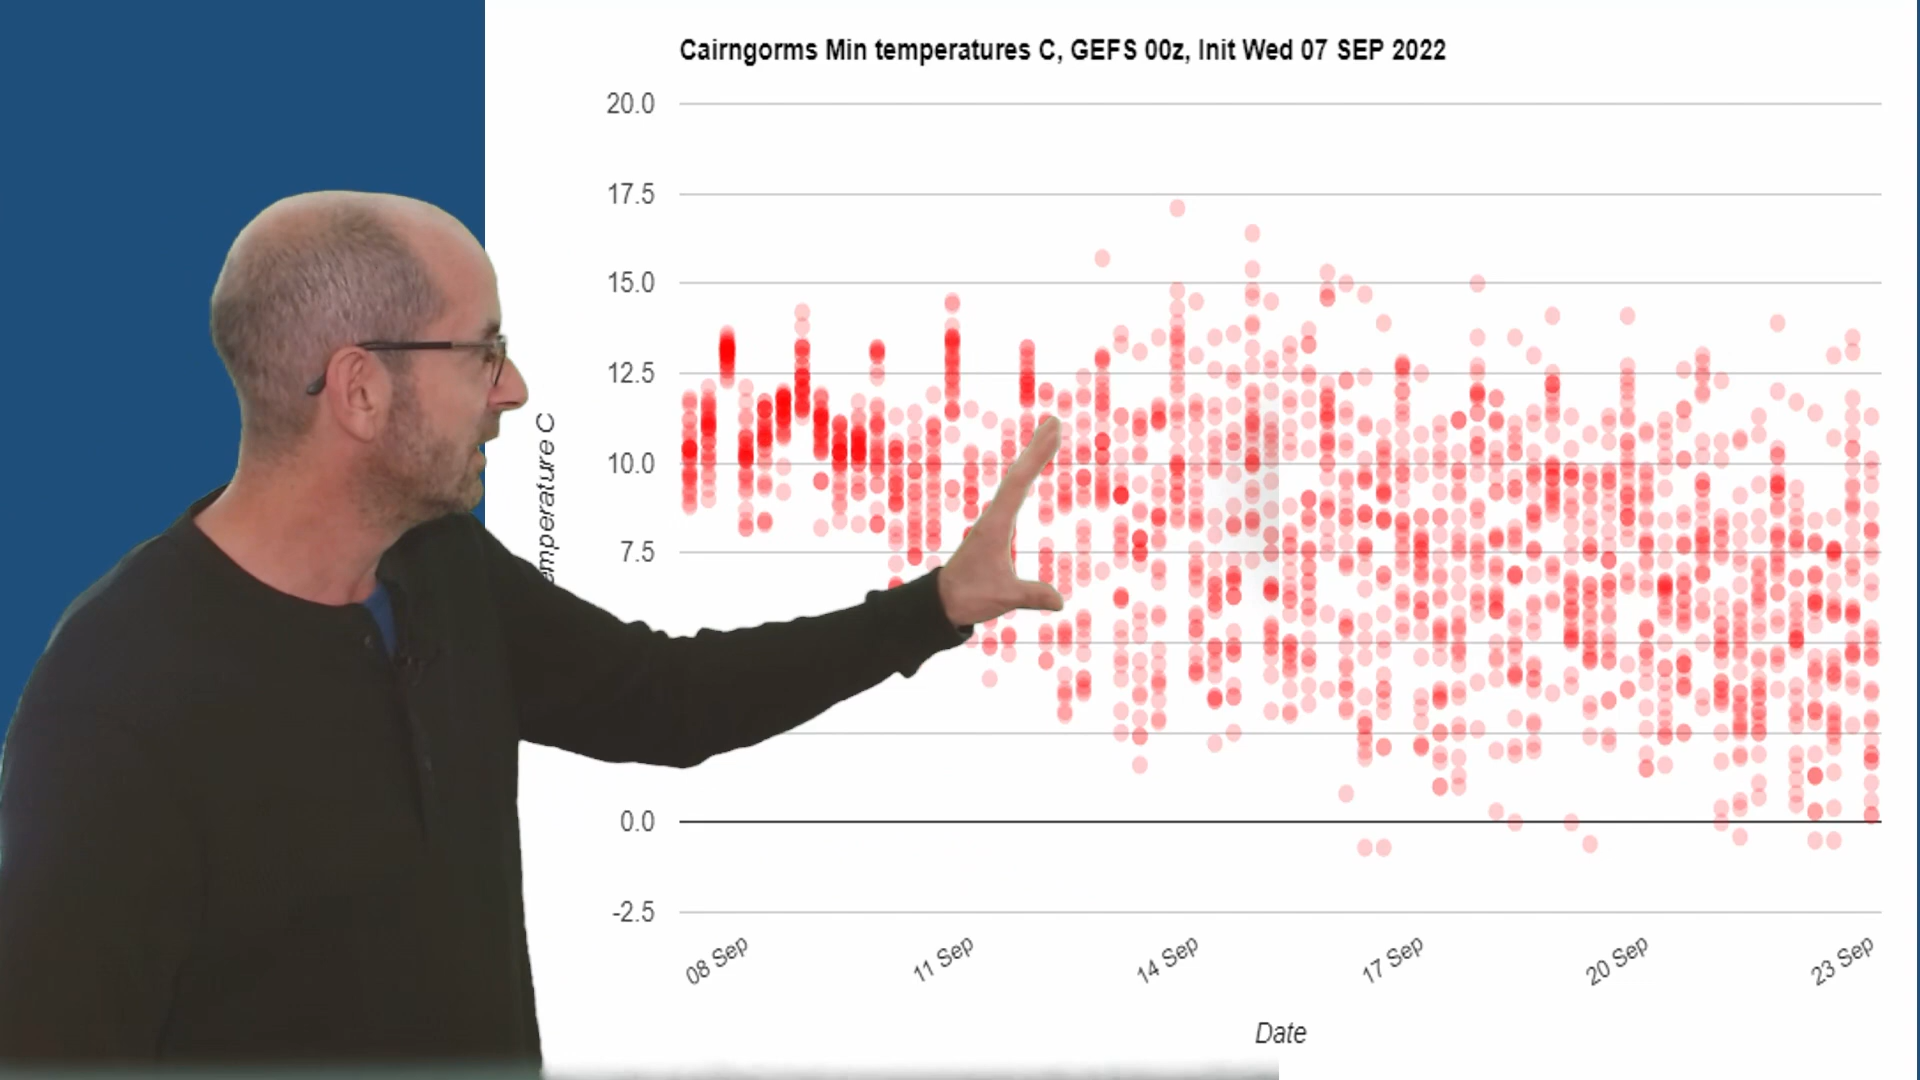 Cairngorms Min temperatures C, GEFS 00z, Init Wed 07 SEP 2022
20.0
17.5
15.0
12.5
10.0
7.5
0.0
-2.5
emperature C
08 Sep
11 Sep
14 Sep
17 Sep
20 Sep
23 Sep
Date